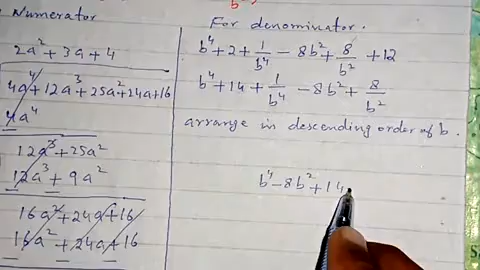 Numerator
2a² + 3a + 4
4a⁴+12a³+25a²+24a+16
4a⁴
12a³+25a²
12a³+9a²
16a²+24a+16
16a²+24a+16
For denominator.
b⁴+2+1/b⁴-8b²+8/b²+12
b⁴+14+1/b⁴-8b²+8/b²
arrange in descending order of b.
b⁴-8b²+14